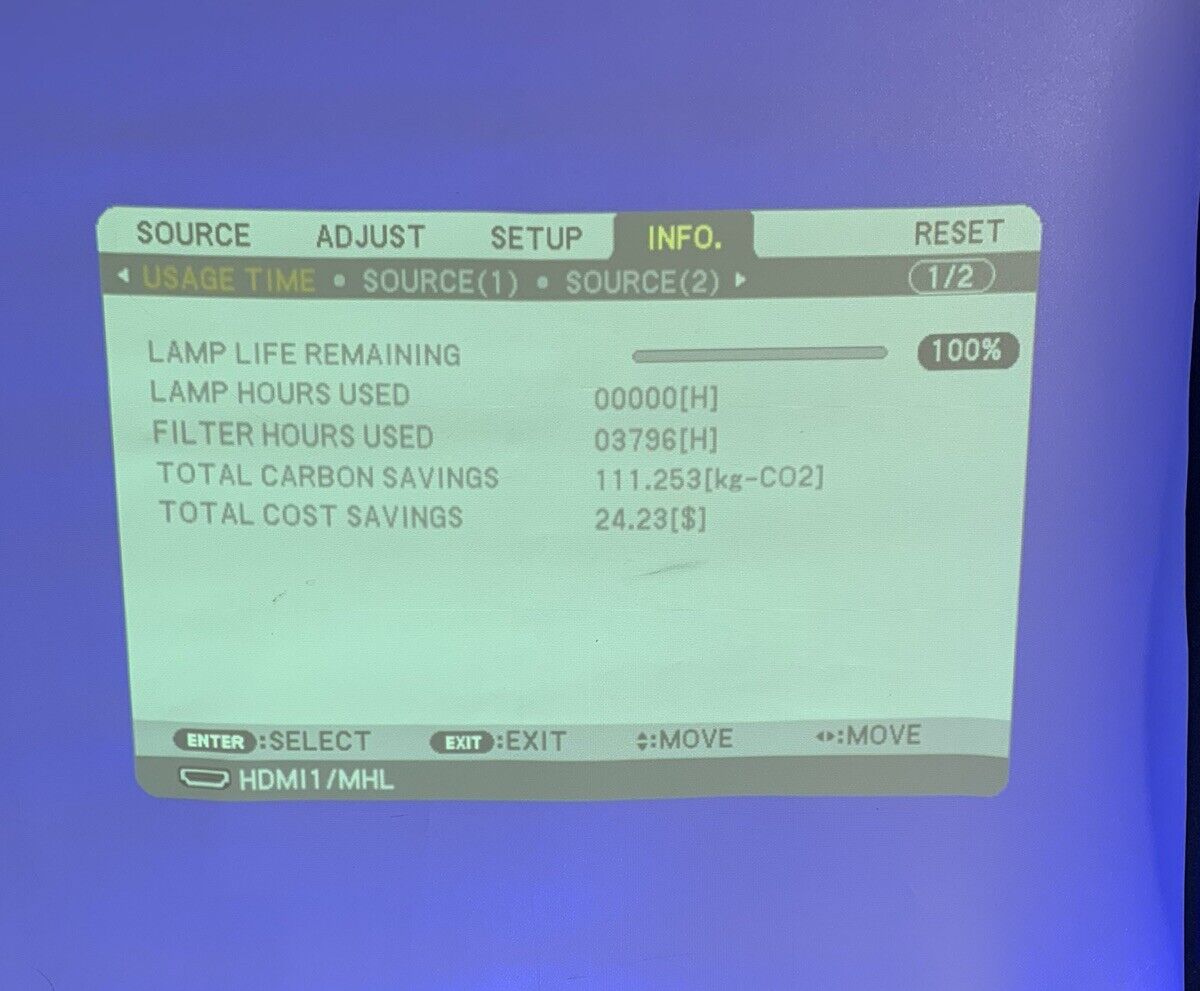 SOURCE ADJUST SETUP INFO. RESET
USAGE TIME • SOURCE(1) • SOURCE(2) 1/2
LAMP LIFE REMAINING 100%
LAMP HOURS USED 00000[H]
FILTER HOURS USED 03796[H]
TOTAL CARBON SAVINGS 111.253[kg-CO2]
TOTAL COST SAVINGS 24.23[$]
ENTER :SELECT EXIT :EXIT :MOVE :MOVE
HDMI1/MHL